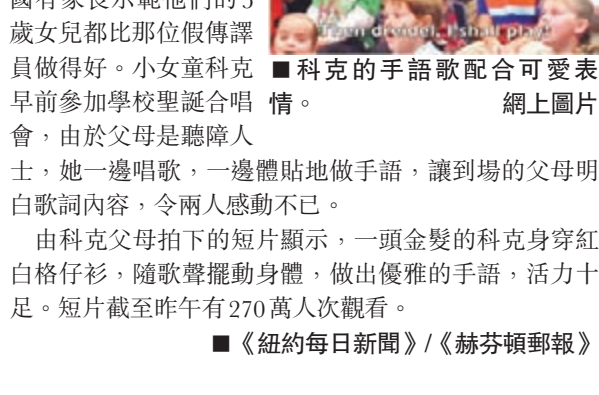 國有家長示範他們的5
歲女兒都比那位假傳譯
員做得好。小女童科克
早前參加學校聖誕合唱
會，由於父母是聽障人
士，她一邊唱歌，一邊體貼地做手語，讓到場的父母明
白歌詞內容，令兩人感動不已。
　由科克父母拍下的短片顯示，一頭金髮的科克身穿紅
白格仔衫，隨歌聲擺動身體，做出優雅的手語，活力十
足。短片截至昨午有270萬人次觀看。
■《紐約每日新聞》/《赫芬頓郵報》
dreidel, I shall play!
■科克的手語歌配合可愛表
情。 網上圖片